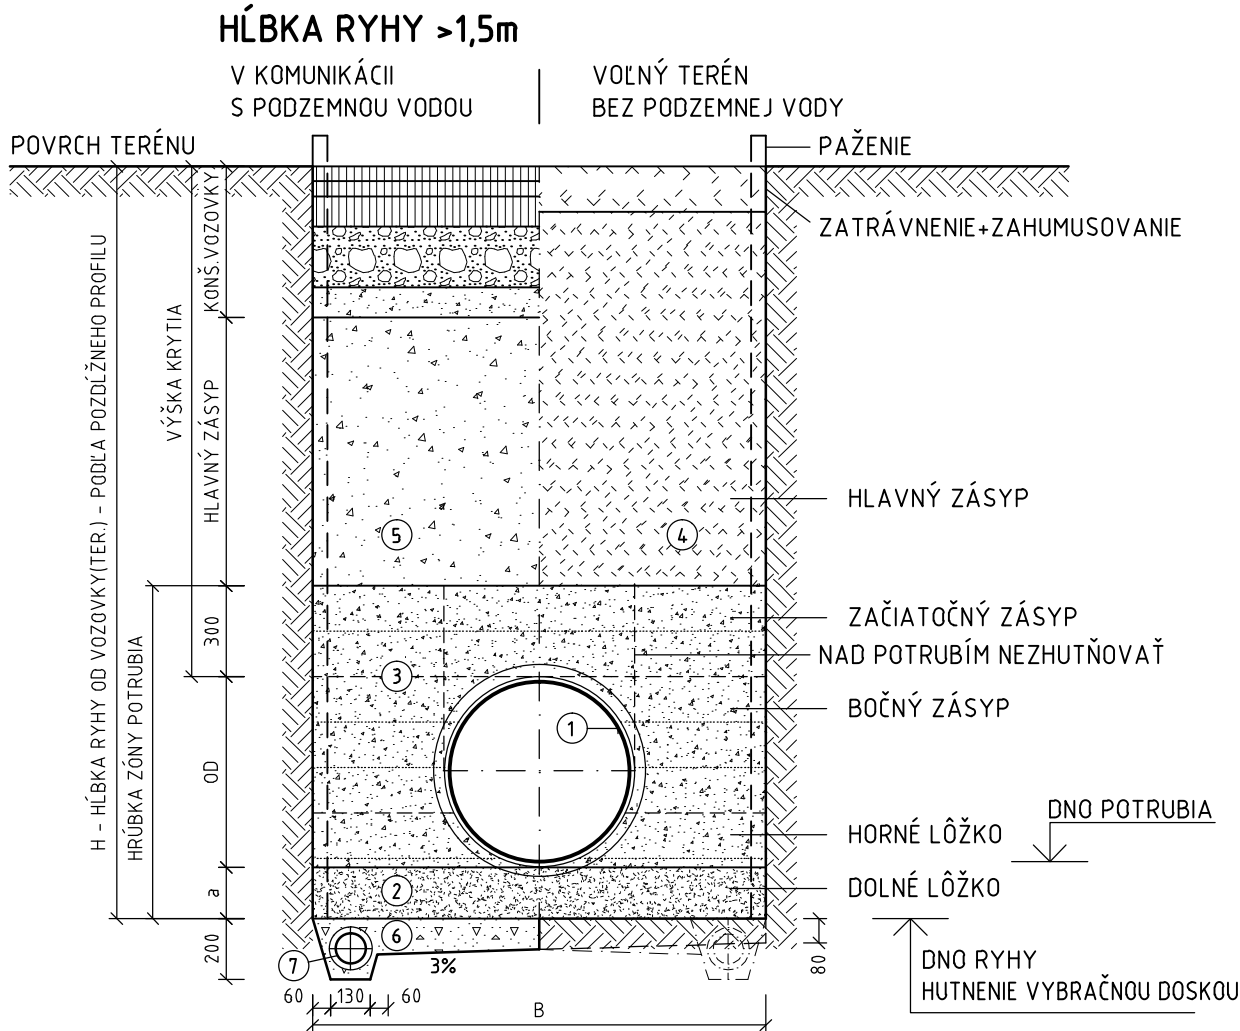 HĹBKA RYHY >1,5m
V KOMUNIKÁCII
S PODZEMNOU VODOU
VOĽNÝ TERÉN
BEZ PODZEMNEJ VODY
POVRCH TERÉNU
PAŽENIE
ZATRÁVNENIE+ZAHUMUSOVANIE
H - HĹBKA RYHY OD VOZOVKY(TER.) - PODĽA POZDĹŽNEHO PROFILU
HRÚBKA ZÓNY POTRUBIA
VÝŠKA KRYTIA
KONŠ.VOZOVKY
HLAVNÝ ZÁSYP
300
OD
a
200
5
4
3
1
2
6
7
HLAVNÝ ZÁSYP
ZAČIATOČNÝ ZÁSYP
NAD POTRUBÍM NEZHUTŇOVAŤ
BOČNÝ ZÁSYP
HORNÉ LÔŽKO
DOLNÉ LÔŽKO
DNO POTRUBIA
DNO RYHY
HUTNENIE VYBRAČNOU DOSKOU
3%
80
60
130
60
B